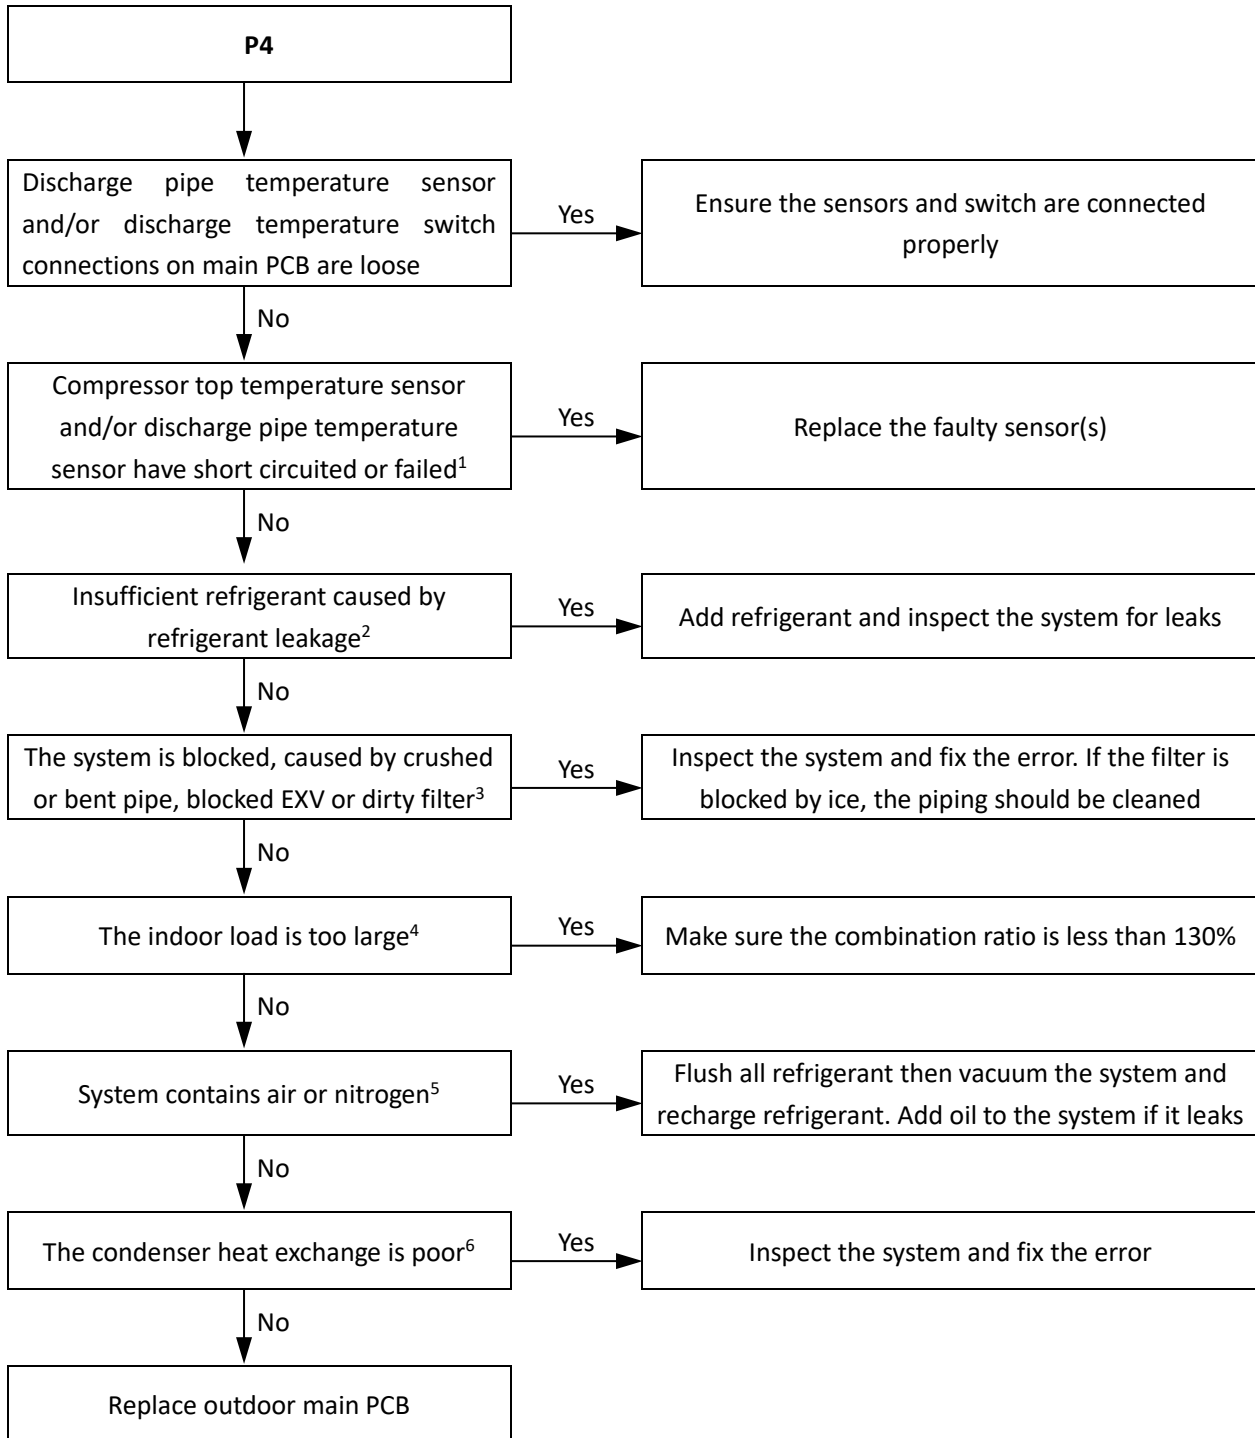 P4
Discharge pipe temperature sensor
and/or discharge temperature switch
connections on main PCB are loose
Yes
Ensure the sensors and switch are connected
properly
No
Compressor top temperature sensor
and/or discharge pipe temperature
sensor have short circuited or failed¹
Yes
Replace the faulty sensor(s)
No
Insufficient refrigerant caused by
refrigerant leakage²
Yes
Add refrigerant and inspect the system for leaks
No
The system is blocked, caused by crushed
or bent pipe, blocked EXV or dirty filter³
Yes
Inspect the system and fix the error. If the filter is
blocked by ice, the piping should be cleaned
No
The indoor load is too large⁴
Yes
Make sure the combination ratio is less than 130%
No
System contains air or nitrogen⁵
Yes
Flush all refrigerant then vacuum the system and
recharge refrigerant. Add oil to the system if it leaks
No
The condenser heat exchange is poor⁶
Yes
Inspect the system and fix the error
No
Replace outdoor main PCB